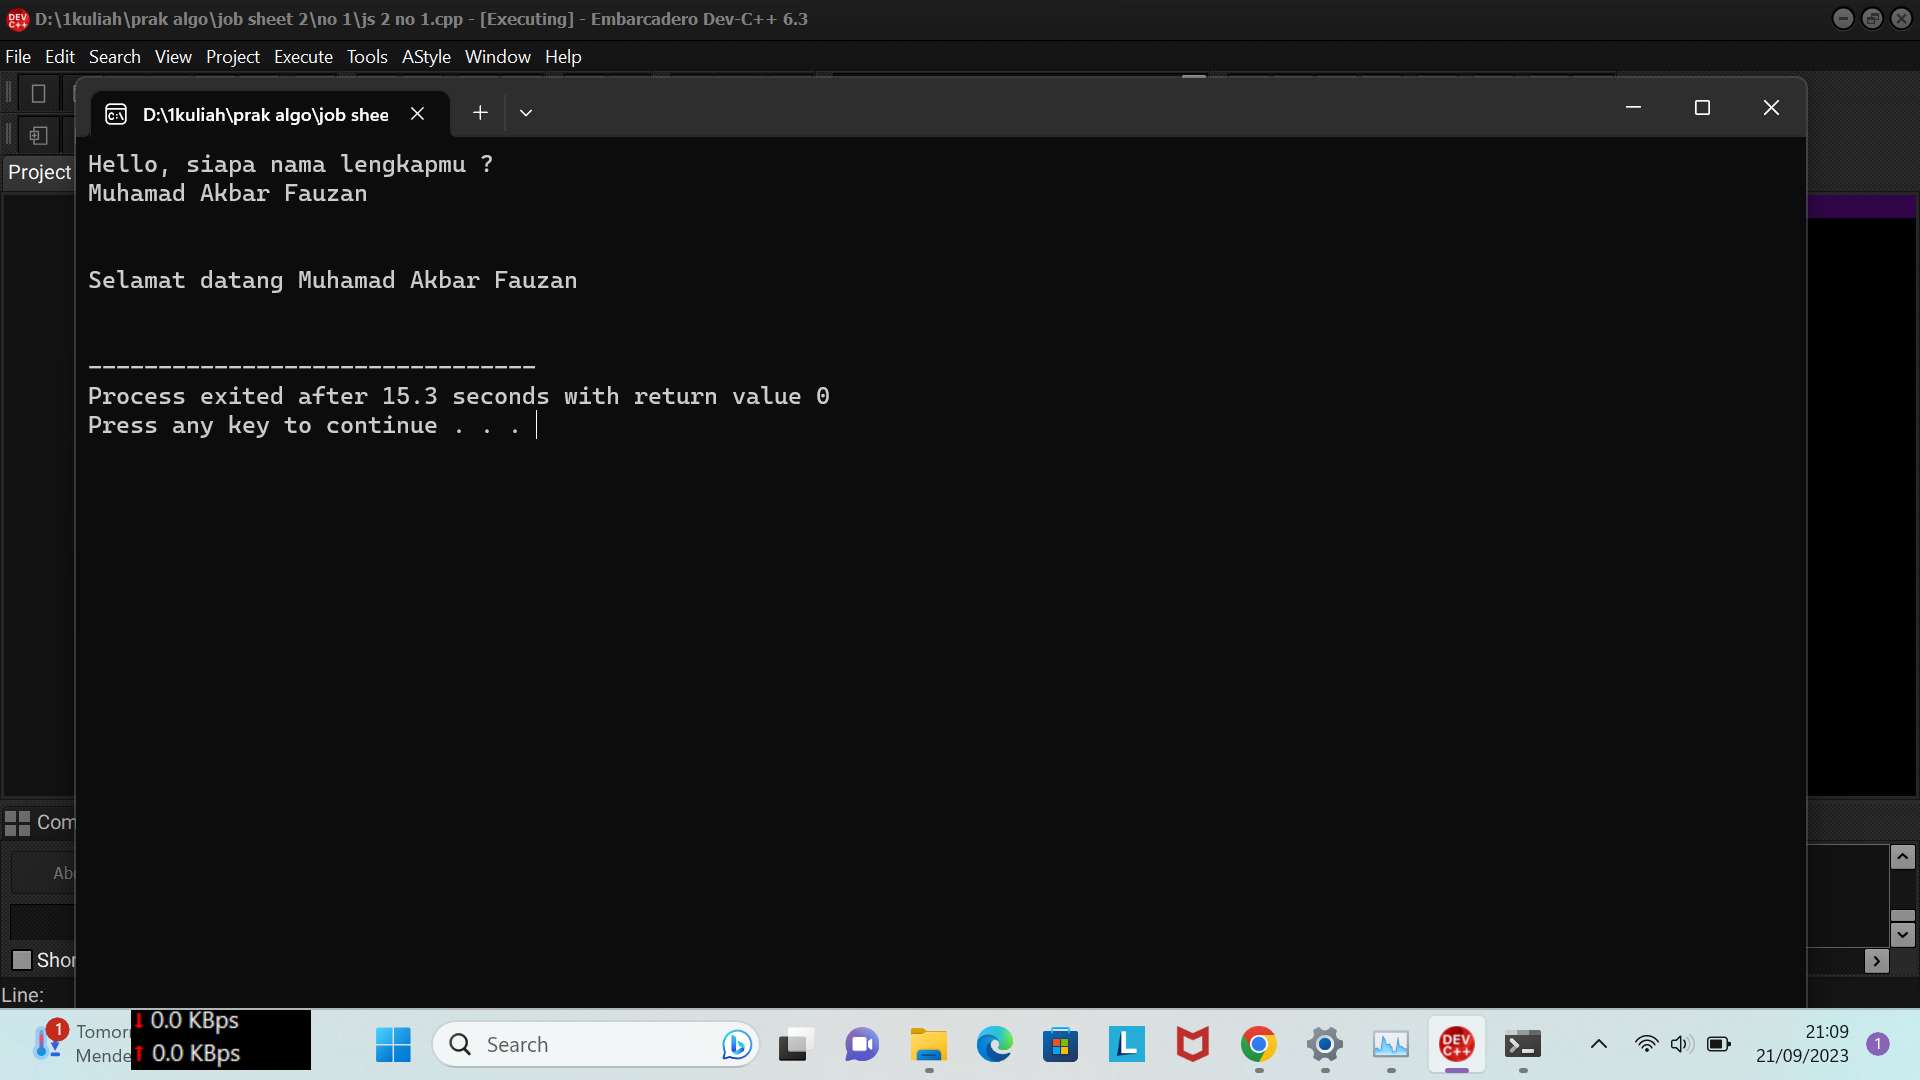 D:\1kuliah\prak algo\job sheet 2\no 1\js 2 no 1.cpp - [Executing] - Embarcadero Dev-C++ 6.3
File Edit Search View Project Execute Tools AStyle Window Help
D:\1kuliah\prak algo\job shee
Project
Hello, siapa nama lengkapmu ?
Muhamad Akbar Fauzan
Selamat datang Muhamad Akbar Fauzan
--------------------------------
Process exited after 15.3 seconds with return value 0
Press any key to continue . . .
Com
Abo
Shor
Line:
1
Tomorr
Mende
0.0 KBps
0.0 KBps
Search
L
DEV
C++
21:09
21/09/2023
1